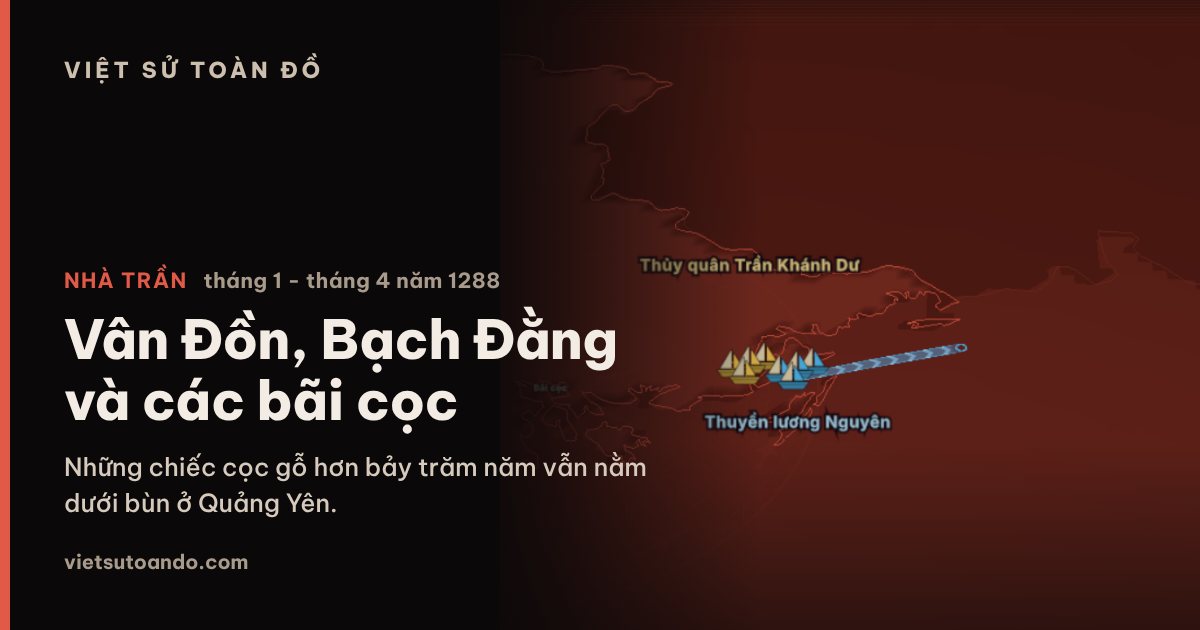 VIỆT SỬ TOÀN ĐỒ
NHÀ TRẦN tháng 1 - tháng 4 năm 1288
Vân Đồn, Bạch Đằng
và các bãi cọc
Những chiếc cọc gỗ hơn bảy trăm năm vẫn nằm
dưới bùn ở Quảng Yên.
vietsutoando.com
Thủy quân Trần Khánh Dư
Bãi cọc
Thuyền lương Nguyên